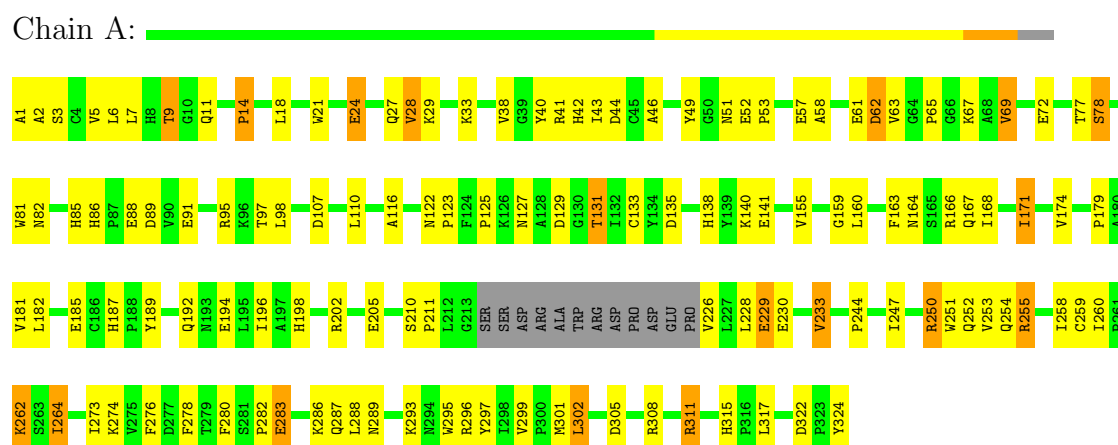 Chain A:
A1 A2 S3 C4 V5 L6 L7 H8 T9 G10 Q11 P14 L18 W21 E24 Q27 V28 K29 K33 V38 G39 Y40 R41 H42 I43 D44 C45 A46 Y49 G50 N51 E52 P53 E57 A58 E61 D62 V63 G64 P65 G66 K67 A68 V69 E72 T77 S78
W81 N82 H85 H86 P87 E88 D89 V90 E91 R95 K96 T97 L98 D107 L110 A116 N122 P123 F124 P125 K126 N127 A128 D129 G130 T131 I132 C133 Y134 D135 H138 Y139 K140 E141 V155 G159 L160 F163 N164 S165 R166 Q167 I168 I171 V174 P179 A180
V181 L182 E185 C186 H187 P188 Y189 Q192 N193 E194 L195 I196 A197 H198 R202 E205 S210 P211 L212 G213 SER SER ASP ARG ALA TRP ARG ASP PRO ASP GLU PRO V226 L227 L228 E229 E230 V233 P244 I247 R250 W251 Q252 V253 Q254 R255 I258 C259 I260 P261
K262 S263 I264 I273 K274 V275 F276 D277 F278 T279 F280 S281 P282 E283 K286 Q287 L288 N289 K293 N294 W295 R296 Y297 I298 V299 P300 M301 L302 D305 R308 R311 H315 P316 L317 D322 P323 Y324